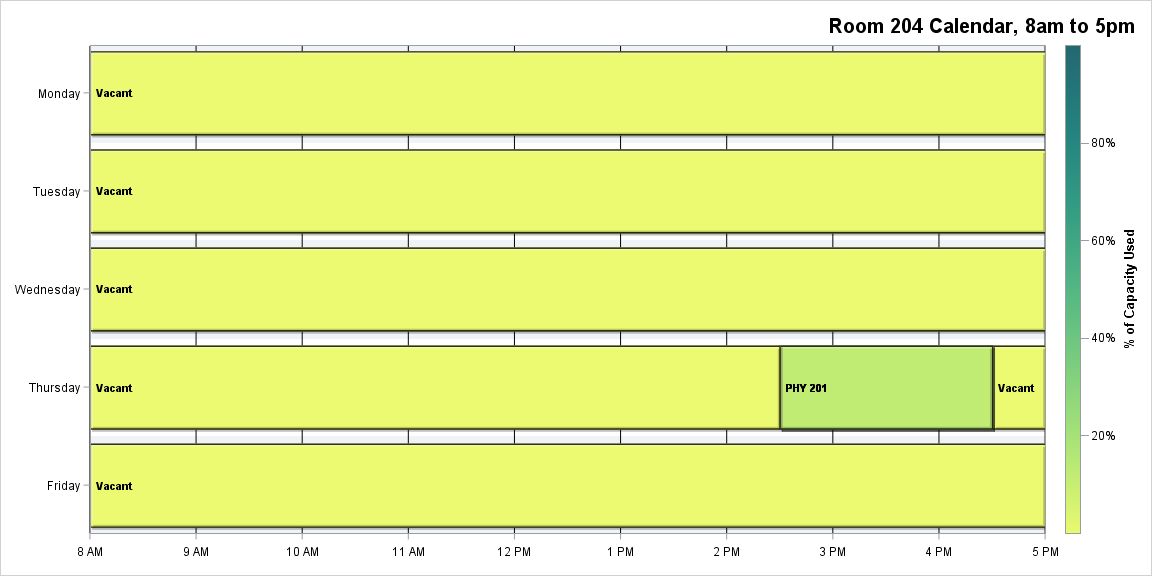 Room 204 Calendar, 8am to 5pm
Monday
Vacant
Tuesday
Vacant
Wednesday
Vacant
Thursday
Vacant
PHY 201
Vacant
Friday
Vacant
8 AM
9 AM
10 AM
11 AM
12 PM
1 PM
2 PM
3 PM
4 PM
5 PM
80%
60%
40%
20%
% of Capacity Used